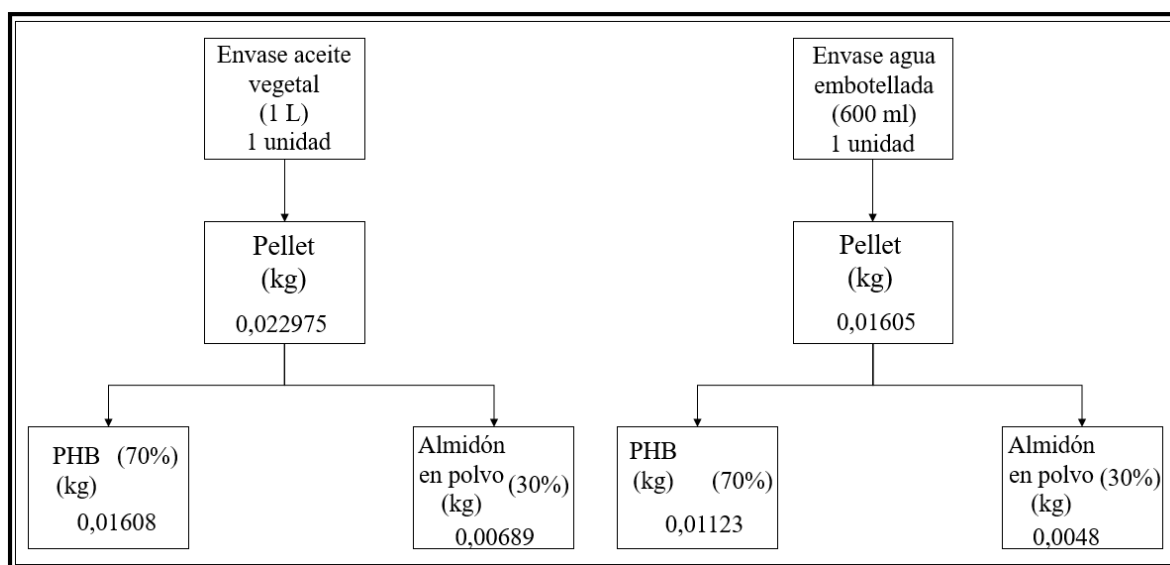 Envase aceite
vegetal
(1 L)
1 unidad
Pellet
(kg)
0,022975
PHB (70%)
(kg)
0,01608
Almidón
en polvo (30%)
(kg)
0,00689
Envase agua
embotellada
(600 ml)
1 unidad
Pellet
(kg)
0,01605
PHB
(kg) (70%)
0,01123
Almidón
en polvo (30%)
(kg)
0,0048